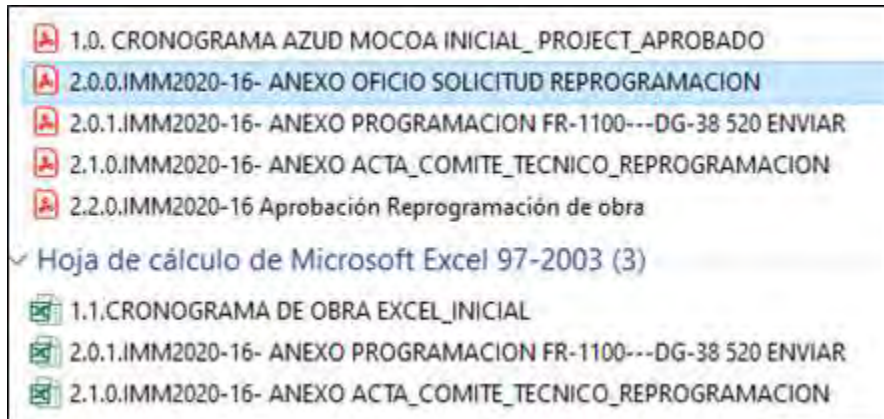 1.0. CRONOGRAMA AZUD MOCOA INICIAL_ PROJECT_APROBADO
2.0.0.IMM2020-16- ANEXO OFICIO SOLICITUD REPROGRAMACION
2.0.1.IMM2020-16- ANEXO PROGRAMACION FR-1100---DG-38 520 ENVIAR
2.1.0.IMM2020-16- ANEXO ACTA_COMITE_TECNICO_REPROGRAMACION
2.2.0.IMM2020-16 Aprobación Reprogramación de obra
Hoja de cálculo de Microsoft Excel 97-2003 (3)
1.1.CRONOGRAMA DE OBRA EXCEL_INICIAL
2.0.1.IMM2020-16- ANEXO PROGRAMACION FR-1100---DG-38 520 ENVIAR
2.1.0.IMM2020-16- ANEXO ACTA_COMITE_TECNICO_REPROGRAMACION